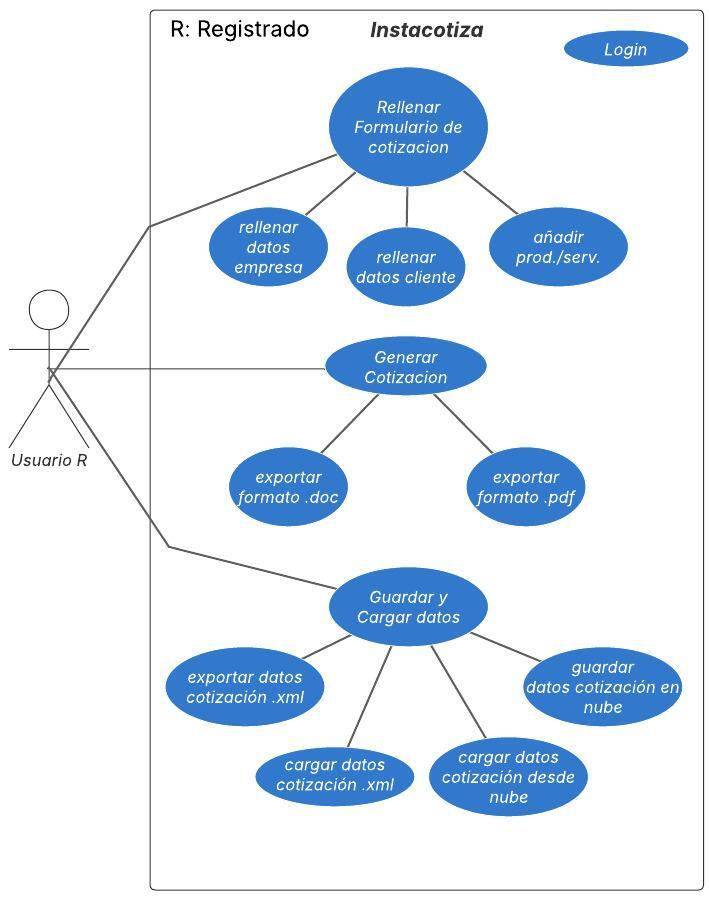 R: Registrado
Instacotiza
Login
Rellenar
Formulario de
cotizacion
rellenar
datos
empresa
rellenar
datos cliente
añadir
prod./serv.
Generar
Cotizacion
Usuario R
exportar
formato .doc
exportar
formato .pdf
Guardar y
Cargar datos
exportar datos
cotización .xml
guardar
datos cotización en
nube
cargar datos
cotización .xml
cargar datos
cotización desde
nube